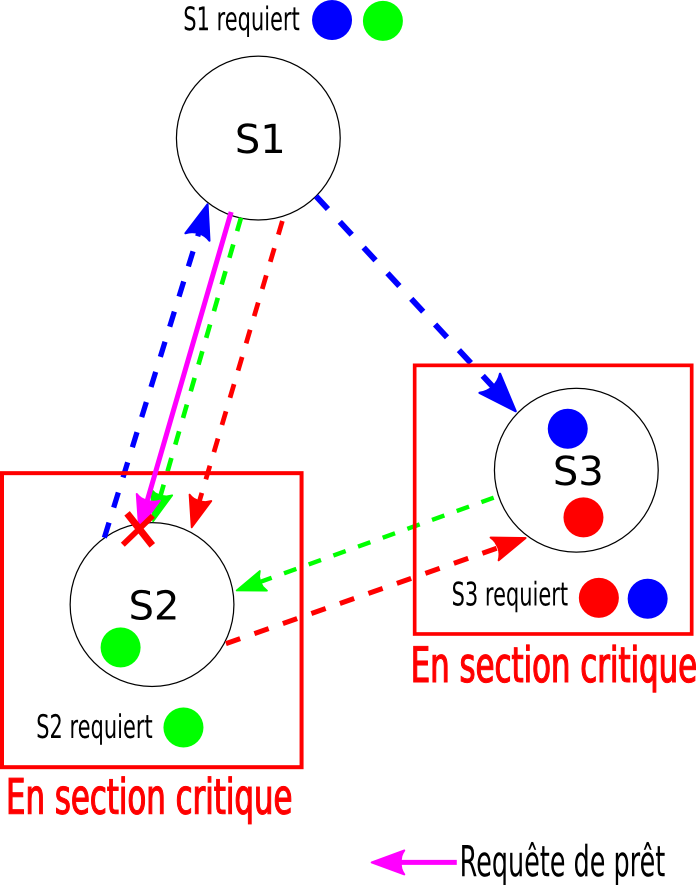 S1 requiert
S1
S3
S3 requiert
En section critique
S2
S2 requiert
En section critique
Requête de prêt